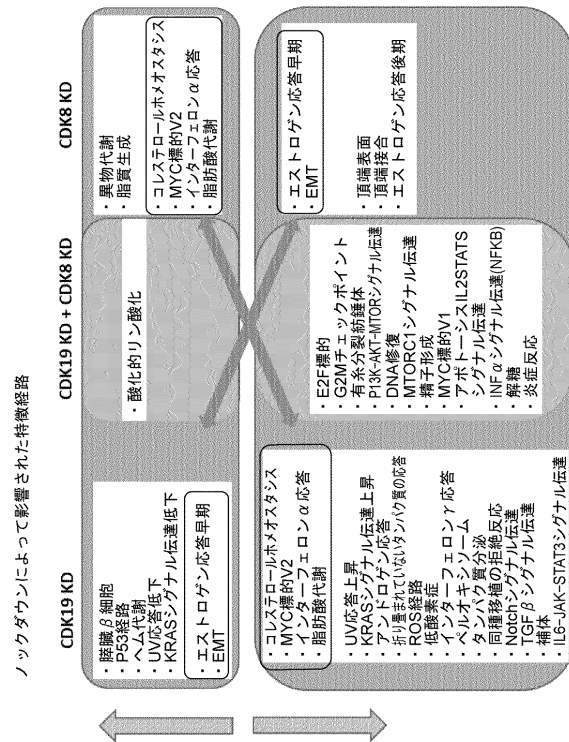 ノックダウンによって影響された特徴経路
CDK19 KD
CDK19 KD + CDK8 KD
CDK8 KD
・膵臓β細胞
・P53経路
・ヘム代謝
・UV応答低下
・KRASシグナル伝達低下
・エストロゲン応答早期
・EMT
・酸化的リン酸化
・異物代謝
・脂質生成
・コレステロールホメオスタシス
・MYC標的V2
・インターフェロンα応答
・脂肪酸代謝
・コレステロールホメオスタシス
・MYC標的V2
・インターフェロンα応答
・脂肪酸代謝
・UV応答上昇
・KRASシグナル伝達上昇
・アンドロゲン応答
・折り畳まれていないタンパク質の応答
・ROS経路
・低酸素症
・インターフェロンγ応答
・ペルオキシソーム
・タンパク質分泌
・同種移植の拒絶反応
・Notchシグナル伝達
・TGFβシグナル伝達
・補体
・IL6-JAK-STAT3シグナル伝達
・E2F標的
・G2Mチェックポイント
・有糸分裂紡錘体
・P13K-AKT-MTORシグナル伝達
・DNA修復
・MTORC1シグナル伝達
・精子形成
・MYC標的V1
・アポトーシスIL2STATS
シグナル伝達
・INFαシグナル伝達(NFKB)
・解糖
・炎症反応
・エストロゲン応答早期
・EMT
・頂端表面
・頂端接合
・エストロゲン応答後期